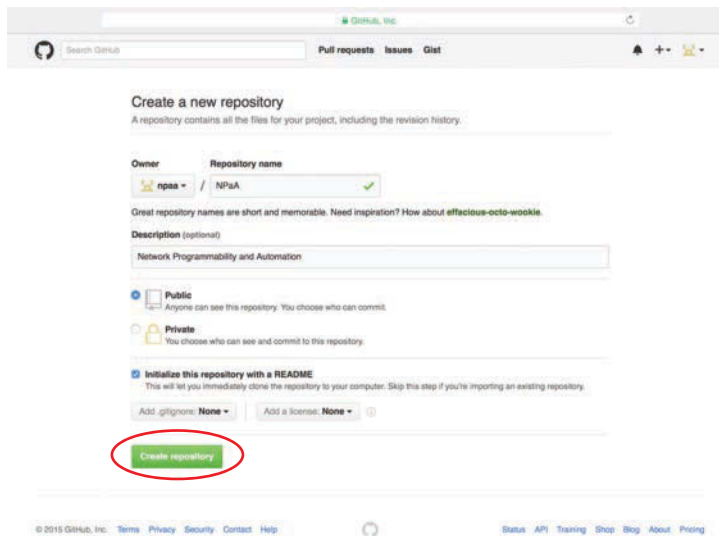 GitHub, Inc.
Search GitHub Pull requests Issues Gist
Create a new repository
A repository contains all the files for your project, including the revision history.
Owner Repository name
npaa / NPaA
Great repository names are short and memorable. Need inspiration? How about effacious-octo-wookie.
Description (optional)
Network Programmability and Automation
Public
Anyone can see this repository. You choose who can commit.
Private
You choose who can see and commit to this repository.
Initialize this repository with a README
This will let you immediately clone the repository to your computer. Skip this step if you're importing an existing repository.
Add .gitignore: None Add a license: None
Create repository
© 2015 GitHub, Inc. Terms Privacy Security Contact Help Status API Training Shop Blog About Pricing